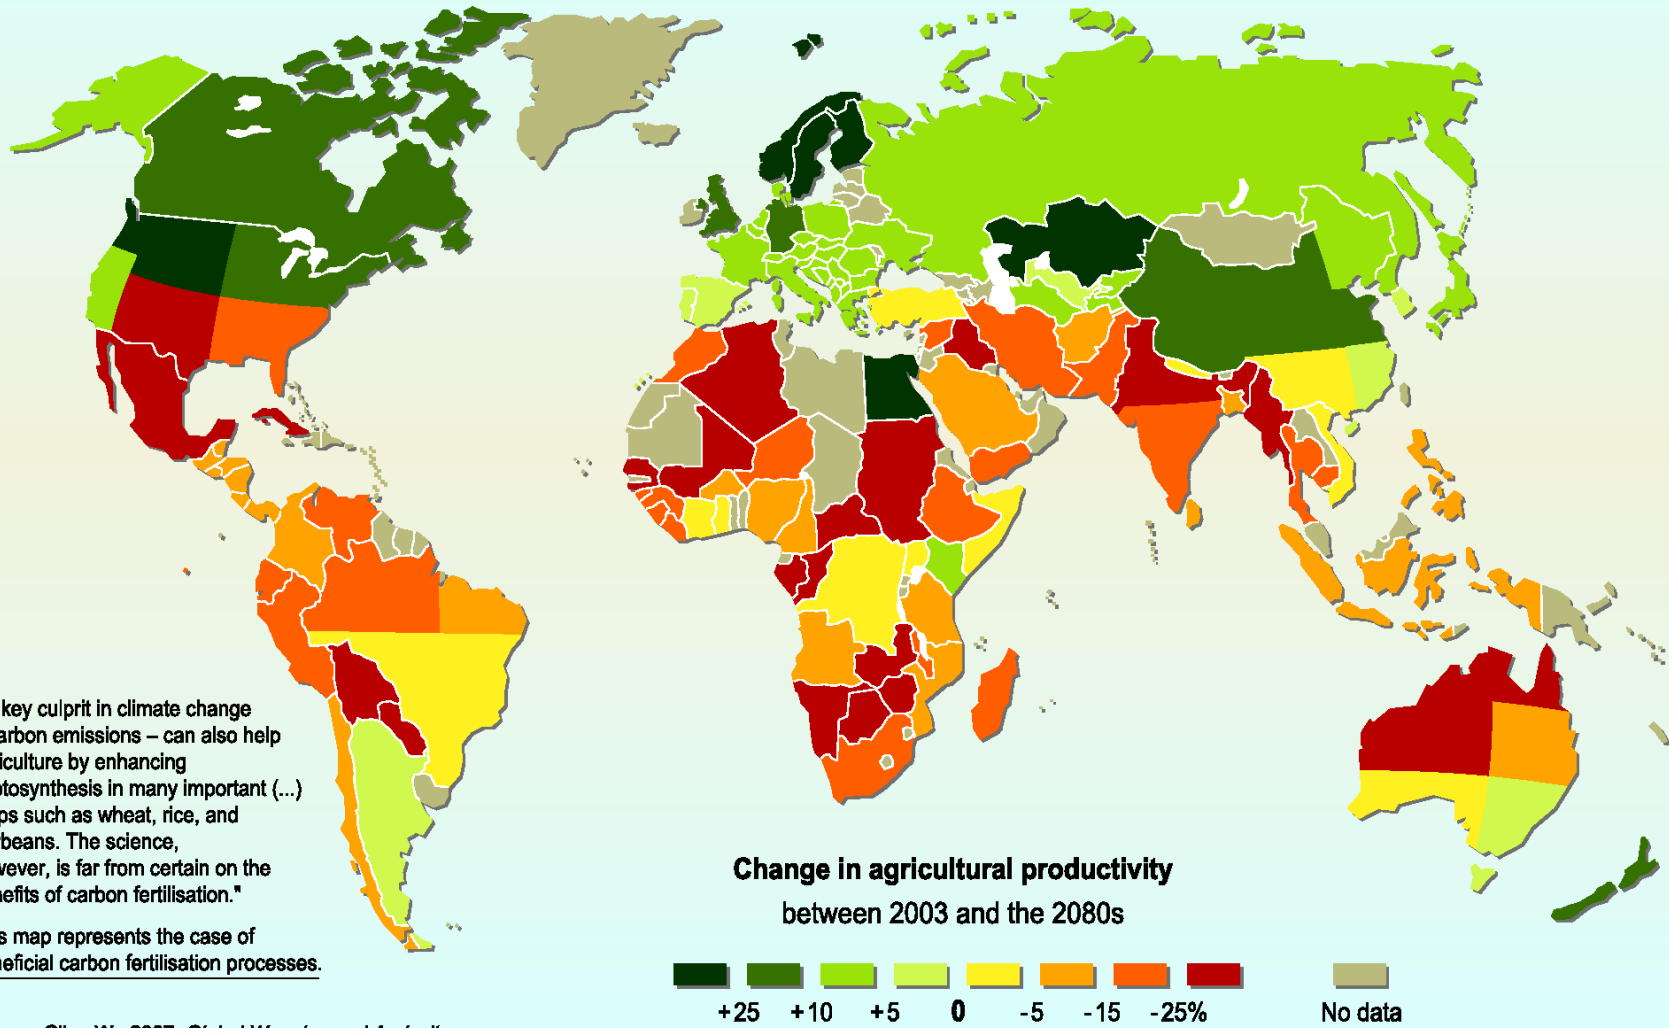 key culprit in climate change
arbon emissions – can also help
iculture by enhancing
otosynthesis in many important (...)
ps such as wheat, rice, and
beans. The science,
vever, is far from certain on the
nefits of carbon fertilisation."
s map represents the case of
neficial carbon fertilisation processes.
Change in agricultural productivity
between 2003 and the 2080s
+25 +10 +5 0 -5 -15 -25% No data